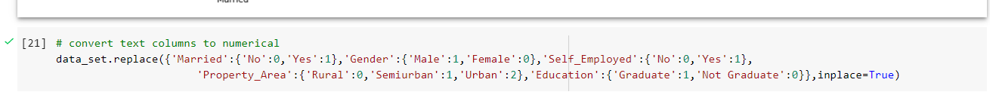 Married
[21] # convert text columns to numerical
data_set.replace({'Married':{'No':0,'Yes':1},'Gender':{'Male':1,'Female':0},'Self_Employed':{'No':0,'Yes':1},
'Property_Area':{'Rural':0,'Semiurban':1,'Urban':2},'Education':{'Graduate':1,'Not Graduate':0}},inplace=True)